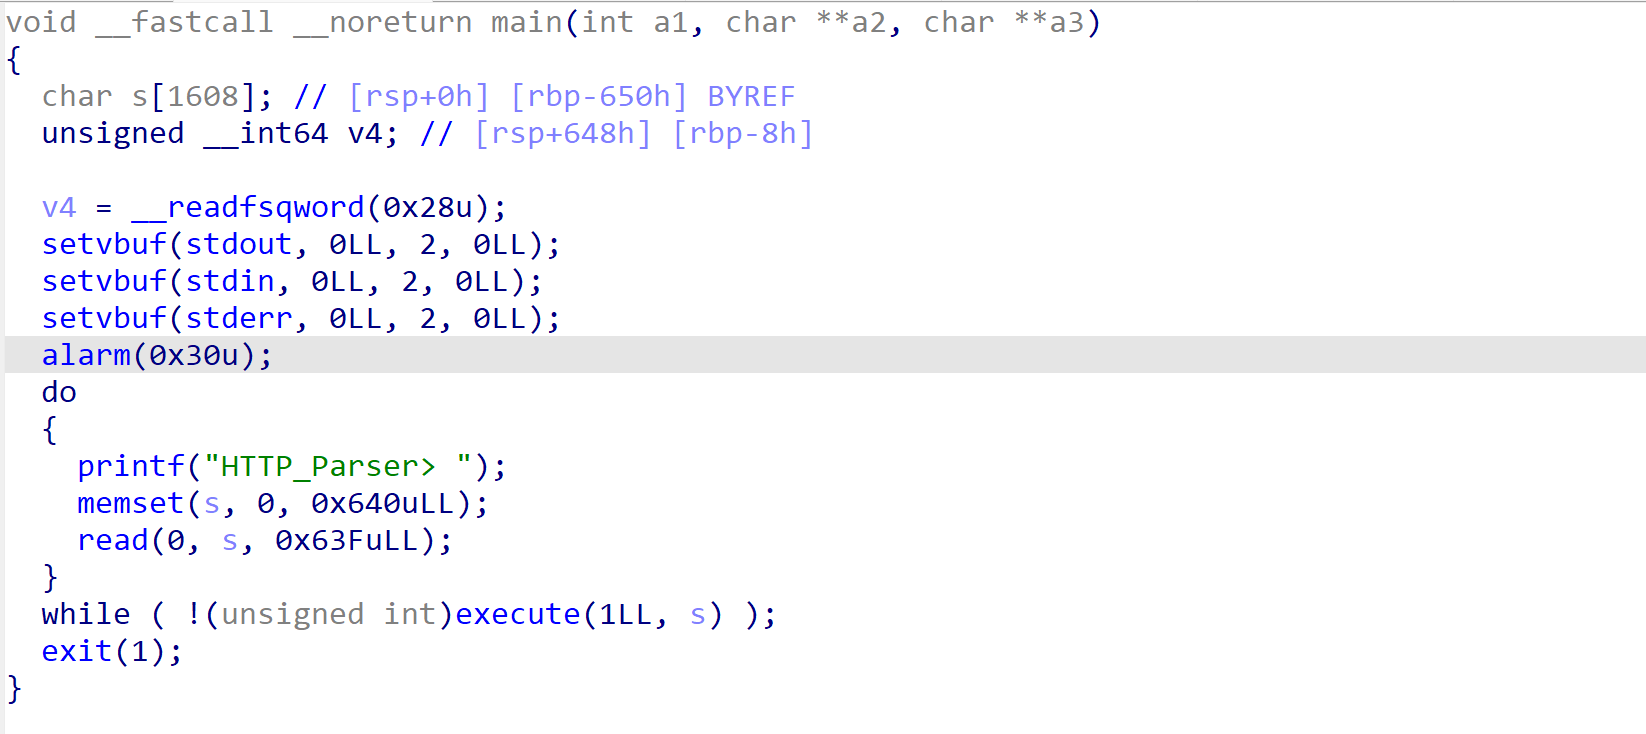 void __fastcall __noreturn main(int a1, char **a2, char **a3)
{
  char s[1608]; // [rsp+0h] [rbp-650h] BYREF
  unsigned __int64 v4; // [rsp+648h] [rbp-8h]

  v4 = __readfsqword(0x28u);
  setvbuf(stdout, 0LL, 2, 0LL);
  setvbuf(stdin, 0LL, 2, 0LL);
  setvbuf(stderr, 0LL, 2, 0LL);
  alarm(0x30u);
  do
  {
    printf("HTTP_Parser> ");
    memset(s, 0, 0x640uLL);
    read(0, s, 0x63FuLL);
  }
  while ( !(unsigned int)execute(1LL, s) );
  exit(1);
}